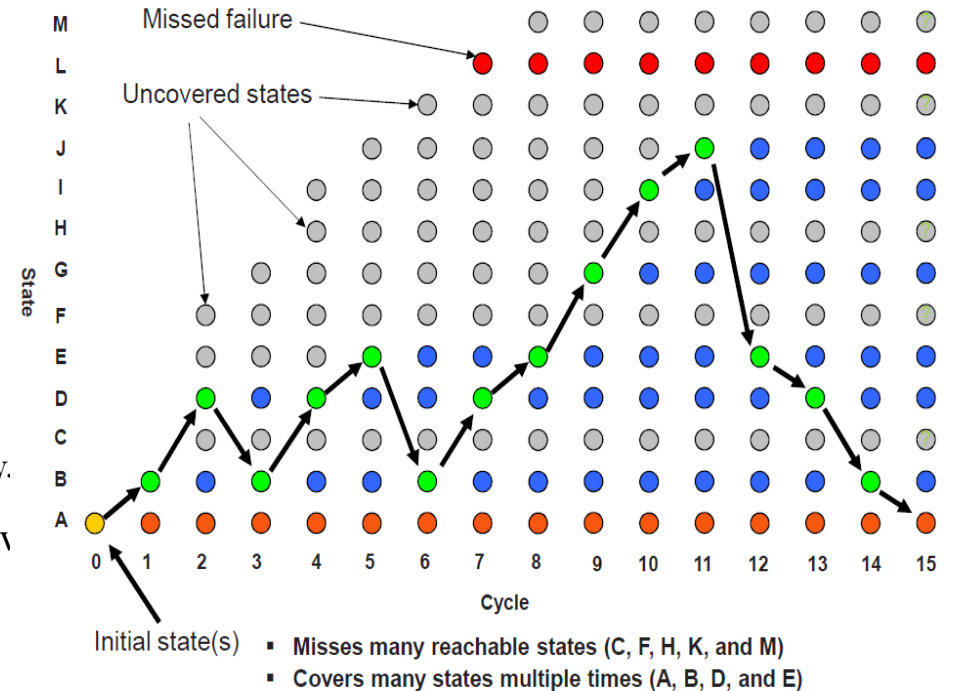 M
Missed failure
L
Uncovered states
K
J
I
H
G
State
F
E
D
C
B
A
? ? ? ? ?
0 1 2 3 4 5 6 7 8 9 10 11 12 13 14 15
Cycle
Initial state(s)
▪ Misses many reachable states (C, F, H, K, and M)
▪ Covers many states multiple times (A, B, D, and E)